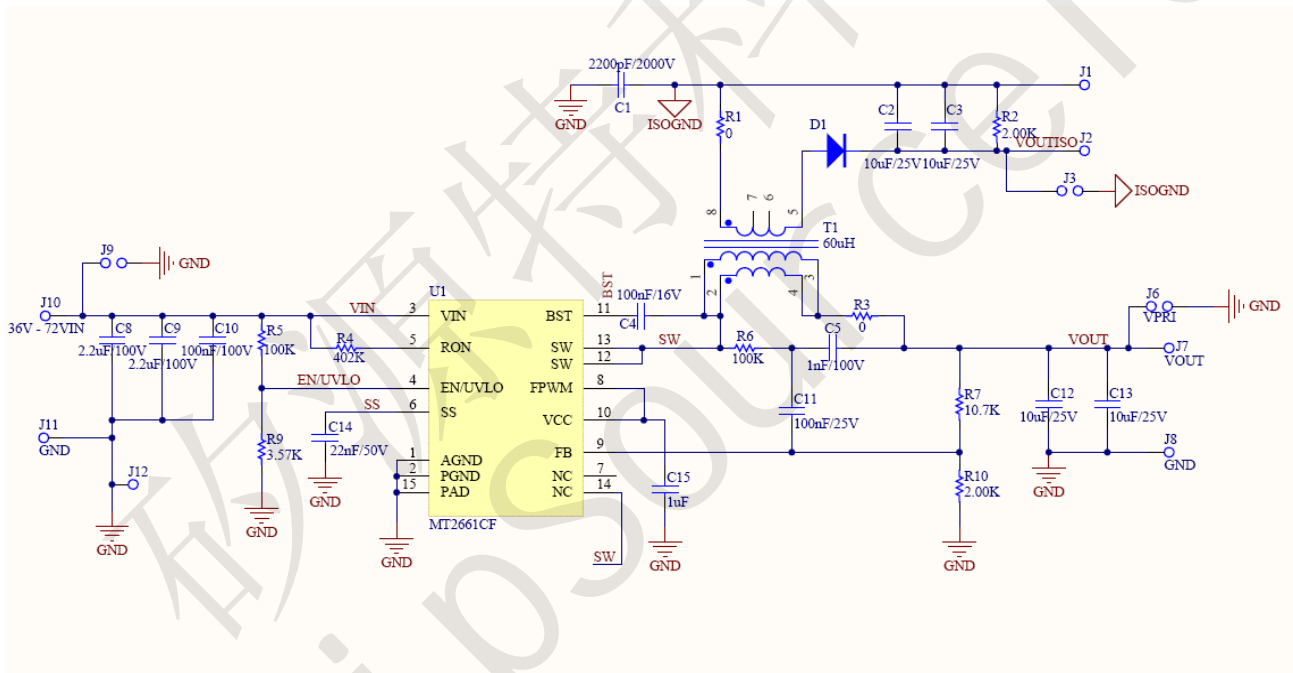 2200pF/2000V
C1
GND
ISOGND
R1
0
D1
C2
C3
10uF/25V
10uF/25V
R2
2.00K
VOUTISO
J1
J2
J3
ISOGND
8
7
6
5
T1
60uH
1
2
4
3
J9
GND
J10
36V - 72VIN
C8
2.2uF/100V
C9
2.2uF/100V
C10
100nF/100V
R5
100K
R4
402K
VIN
EN/UVLO
SS
R9
3.57K
C14
22nF/50V
GND
J11
GND
J12
GND
GND
U1
3 VIN
5 RON
4 EN/UVLO
6 SS
1 AGND
2 PGND
15 PAD
BST 11
SW 13
SW 12
FPWM 8
VCC 10
FB 9
NC 7
NC 14
MT2661CF
GND
SW
BST
100nF/16V
C4
SW
R6
100K
C5
1nF/100V
R3
0
C11
100nF/25V
C15
1uF
GND
R7
10.7K
R10
2.00K
GND
C12
10uF/25V
C13
10uF/25V
GND
VOUT
J6
VPRI
GND
J7
VOUT
J8
GND
矽源特科
ipSource